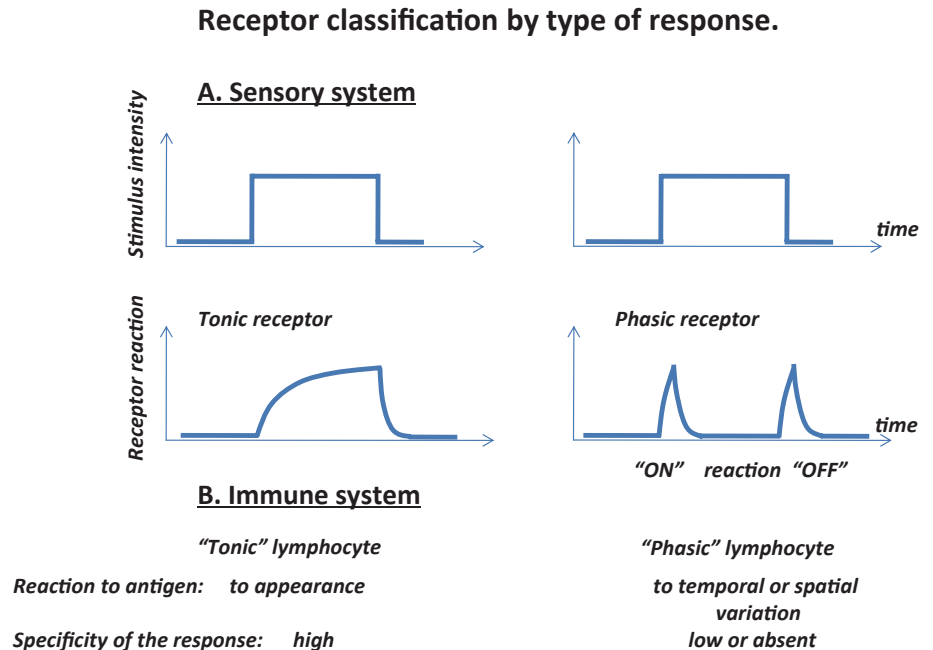 Receptor classification by type of response.
A. Sensory system
Stimulus intensity
time
Receptor reaction
Tonic receptor
Phasic receptor
time
“ON” reaction “OFF”
B. Immune system
“Tonic” lymphocyte
“Phasic” lymphocyte
Reaction to antigen: to appearance
to temporal or spatial
variation
Specificity of the response: high
low or absent